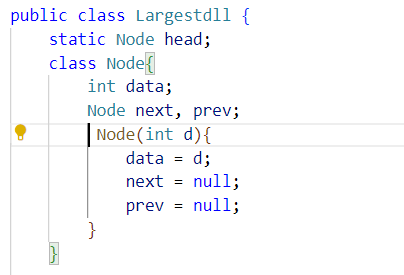 public class Largestdll {
    static Node head;
    class Node{
        int data;
        Node next, prev;
         Node(int d){
            data = d;
            next = null;
            prev = null;
        }
    }